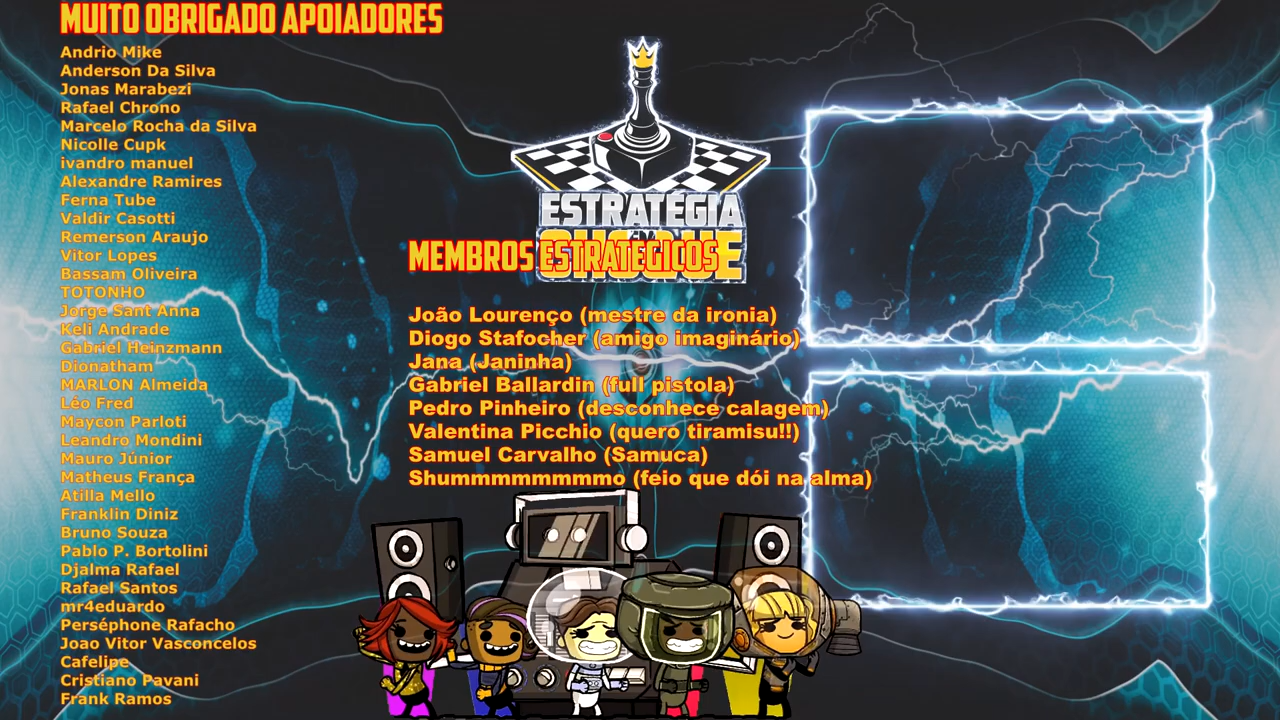 MUITO OBRIGADO APOIADORES
Andrio Mike
Anderson Da Silva
Jonas Marabezi
Rafael Chrono
Marcelo Rocha da Silva
Nicolle Cupk
ivandro manuel
Alexandre Ramires
Ferna Tube
Valdir Casotti
Remerson Araujo
Vitor Lopes
Bassam Oliveira
TOTONHO
Jorge Sant Anna
Keli Andrade
Gabriel Heinzmann
Dionatham
MARLON Almeida
Lêo Fred
Maycon Parloti
Leandro Mondini
Mauro Júnior
Matheus França
Atilla Mello
Franklin Diniz
Bruno Souza
Pablo P. Bortolini
Djalma Rafael
Rafael Santos
mr4eduardo
Perséphone Rafacho
Joao Vitor Vasconcelos
Cafelipe
Cristiano Pavani
Frank Ramos
ESTRATÉGIA
CHOQUE
MEMBROS ESTRATÉGICOS
João Lourenço (mestre da ironia)
Diogo Stafocher (amigo imaginário)
Jana (Janinha)
Gabriel Ballardin (full pistola)
Pedro Pinheiro (desconhece calagem)
Valentina Picchio (quero tiramisu!!)
Samuel Carvalho (Samuca)
Shummmmmmmmo (feio que dói na alma)